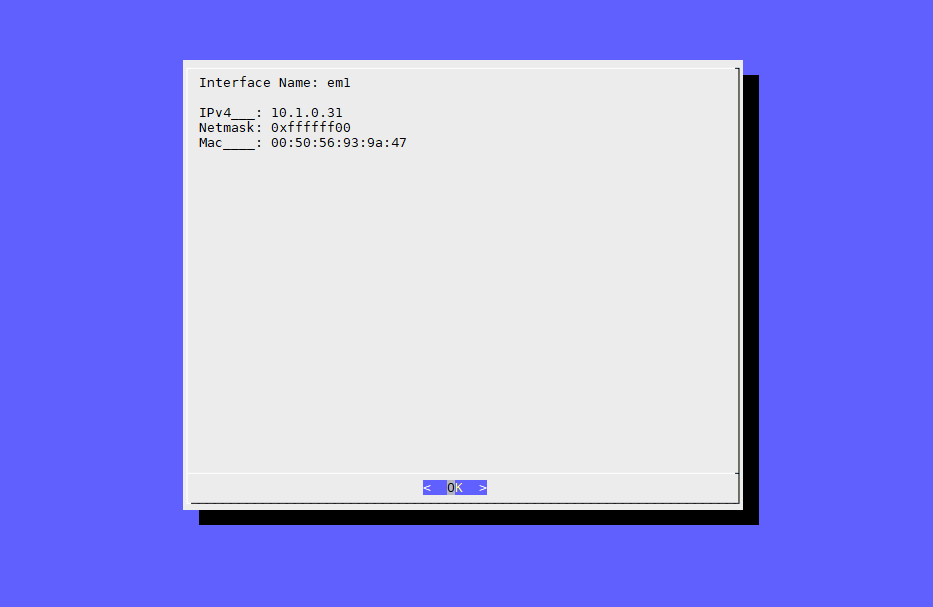 Interface Name: em1
IPv4___: 10.1.0.31
Netmask: 0xffffff00
Mac____: 00:50:56:93:9a:47
<  OK  >